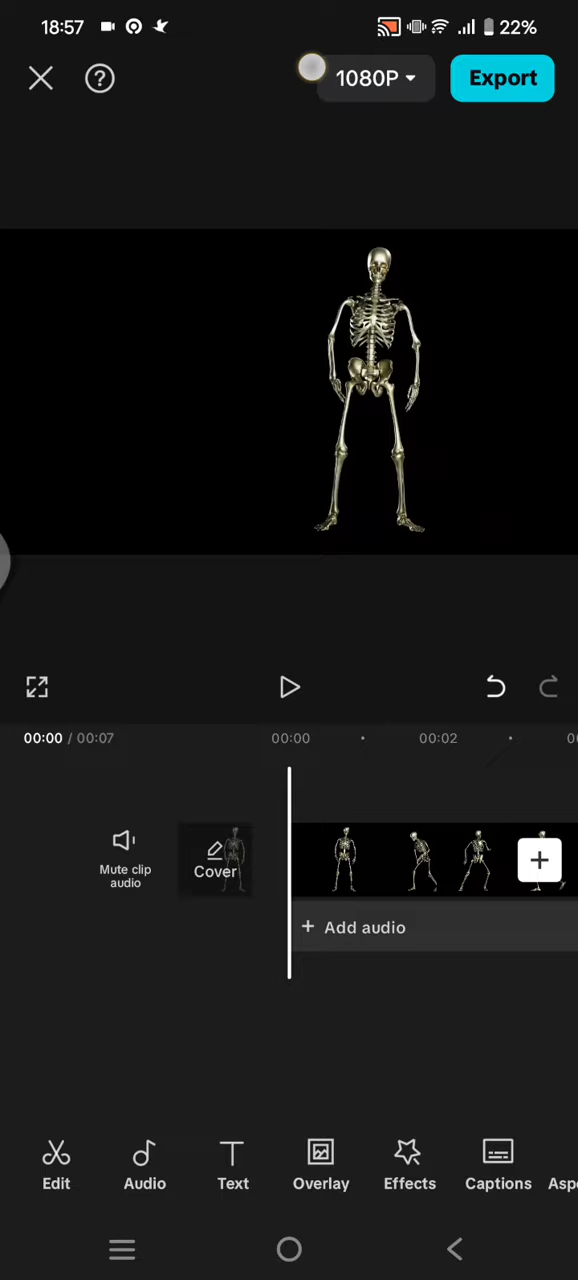 18:57 22%
? 1080P Export
00:00 / 00:07 00:00 00:02
Mute clip
audio
Cover
+ Add audio
Edit Audio Text Overlay Effects Captions